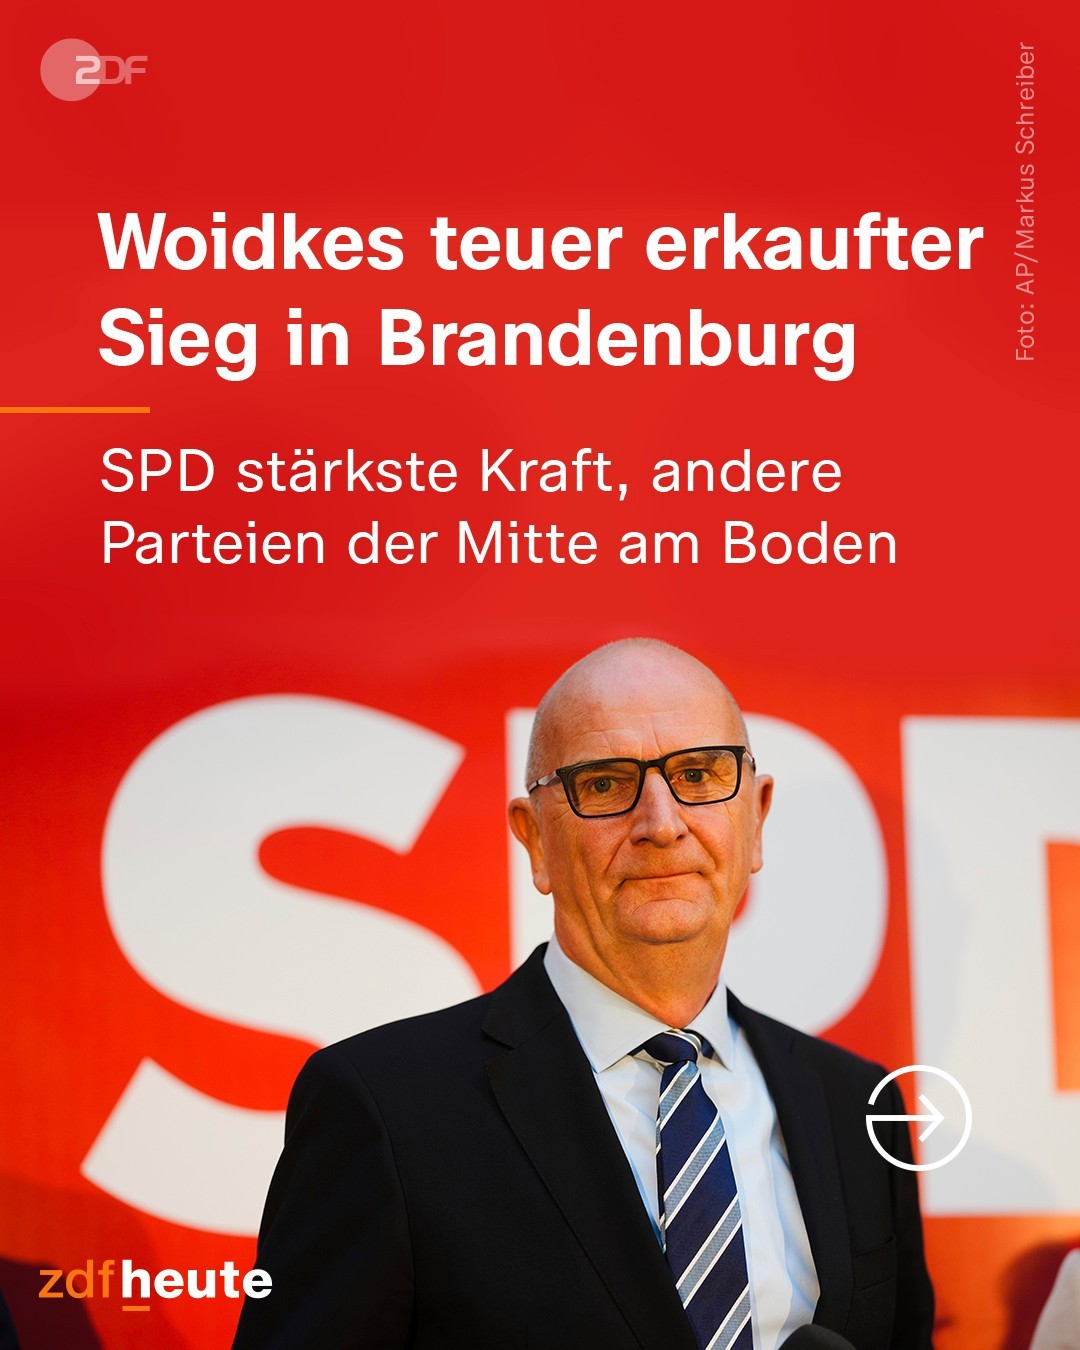 ZDF
Foto: AP/Markus Schreiber
Woidkes teuer erkaufter
Sieg in Brandenburg
SPD stärkste Kraft, andere
Parteien der Mitte am Boden
SPD
zdfheute